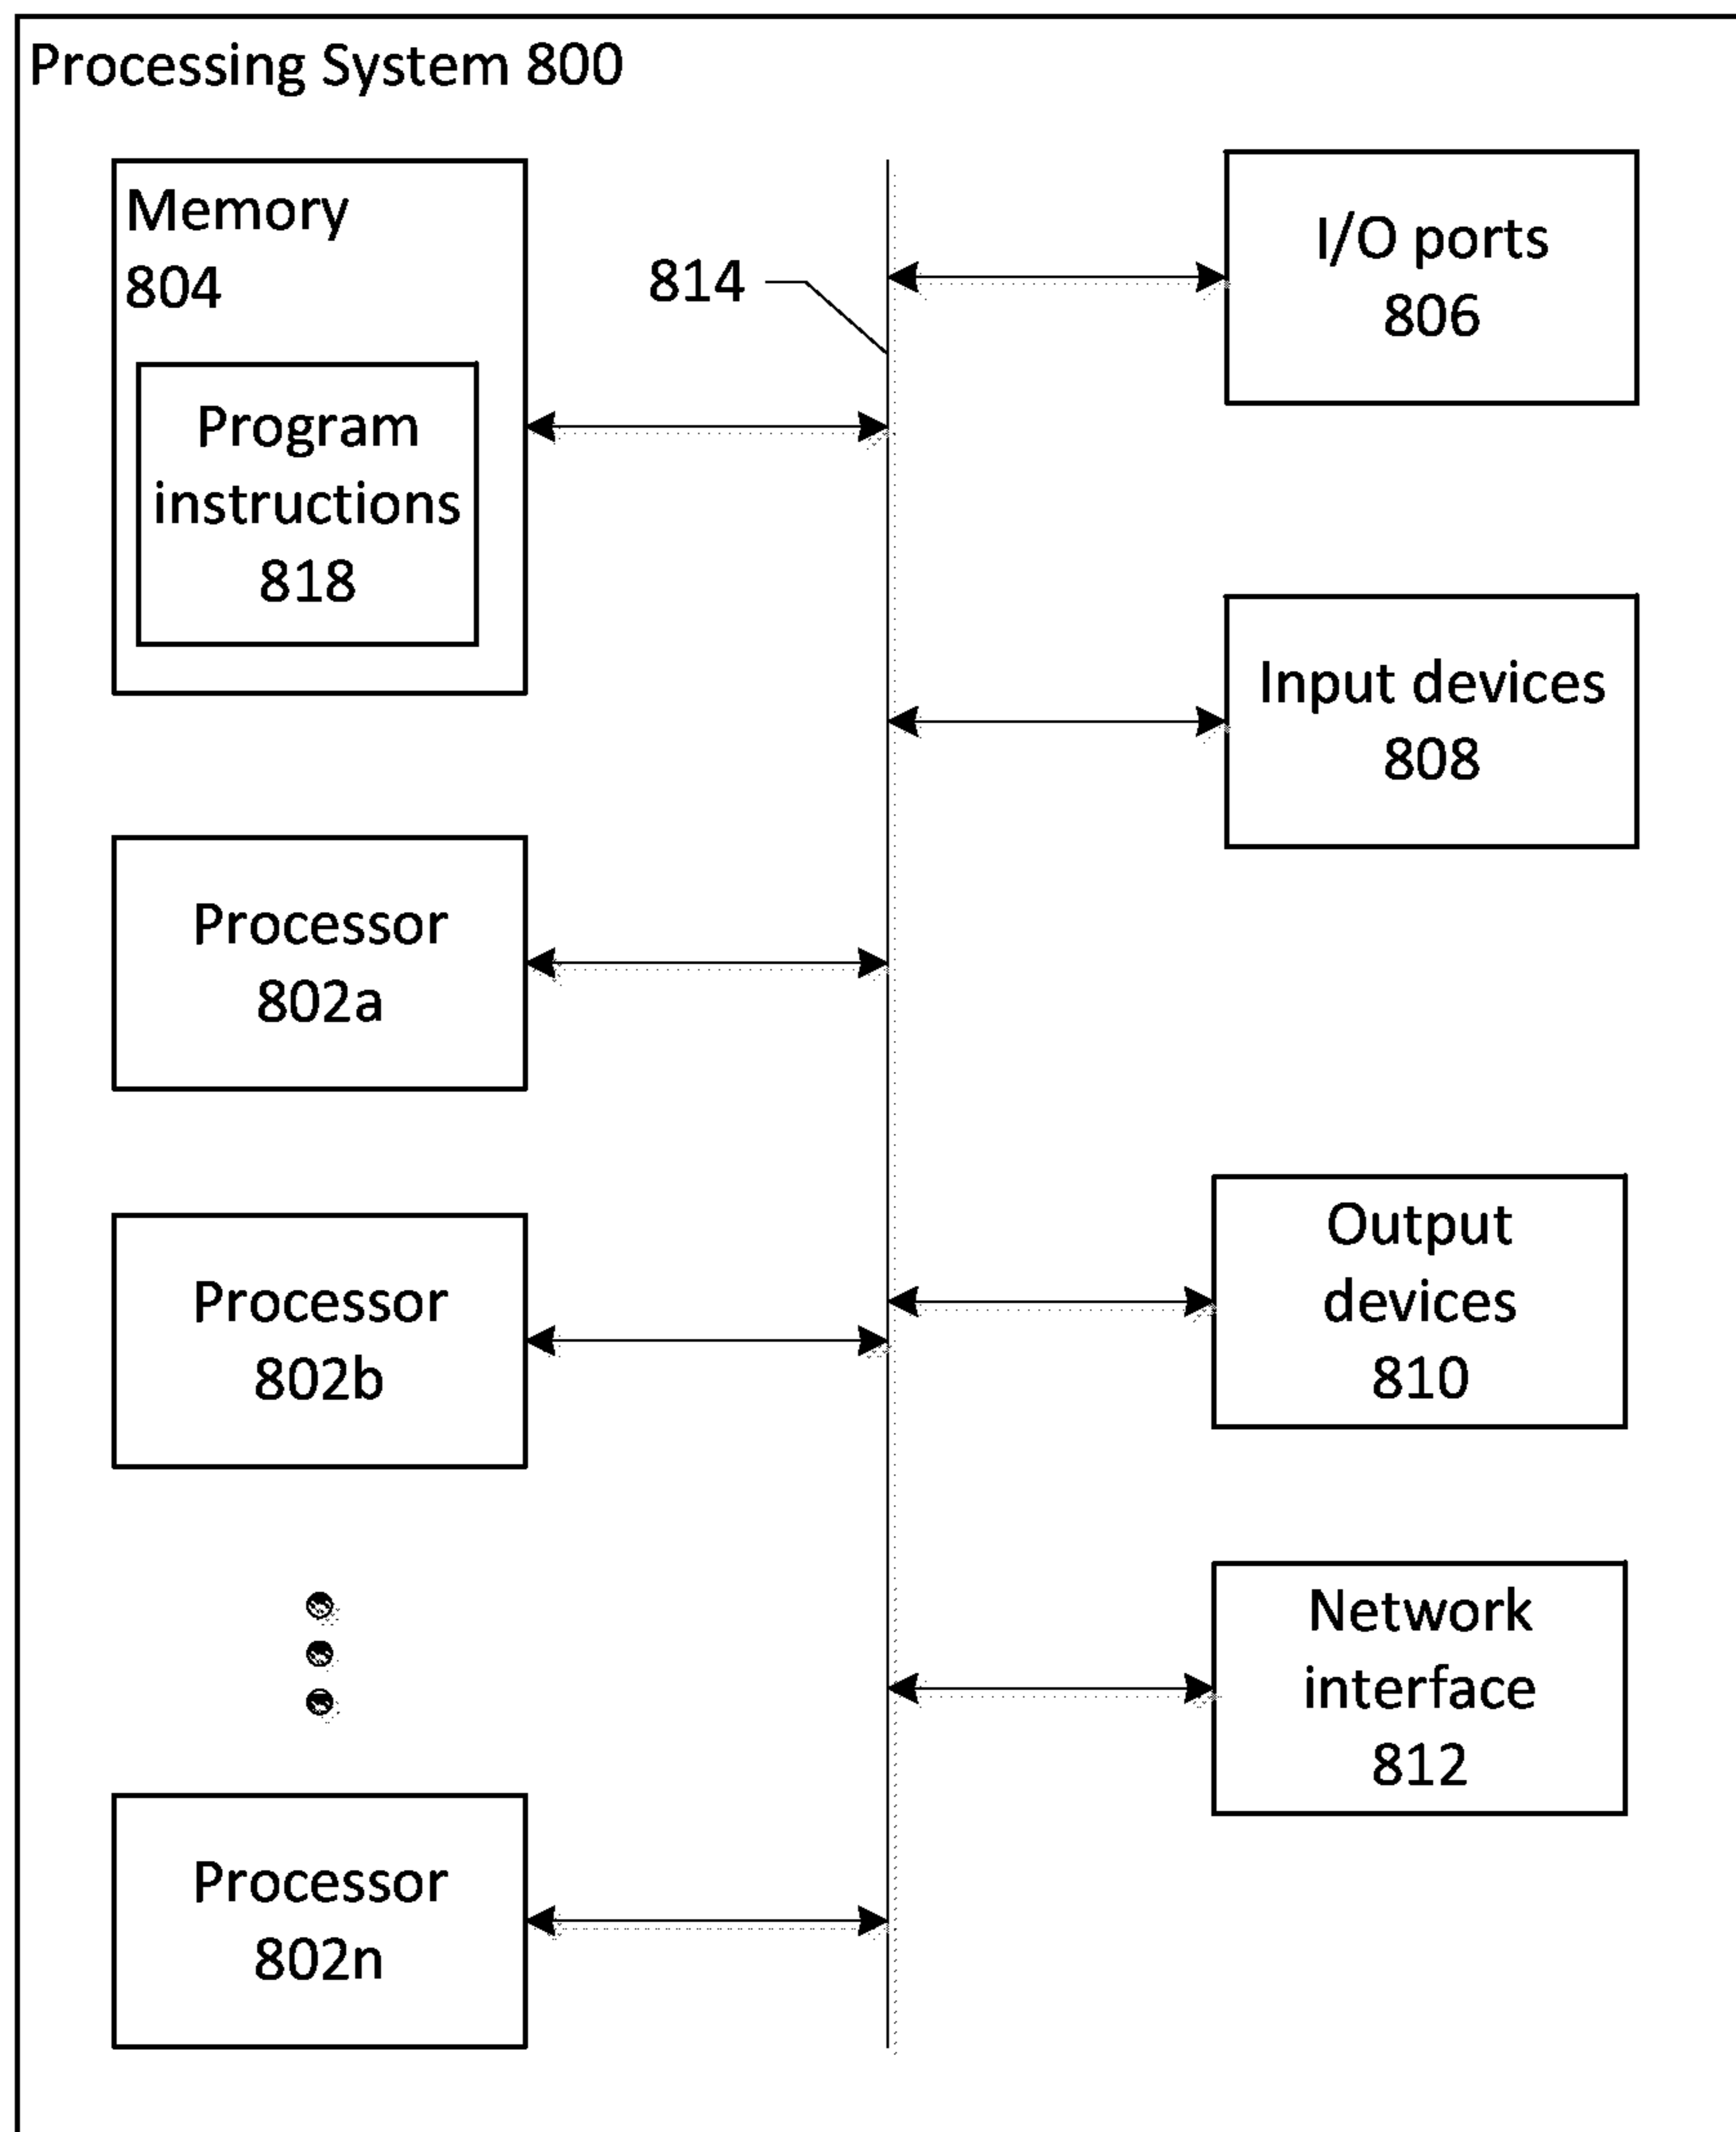 Processing System 800
Memory
804
Program
instructions
818
814
I/O ports
806
Input devices
808
Processor
802a
Processor
802b
Output
devices
810
Network
interface
812
Processor
802n